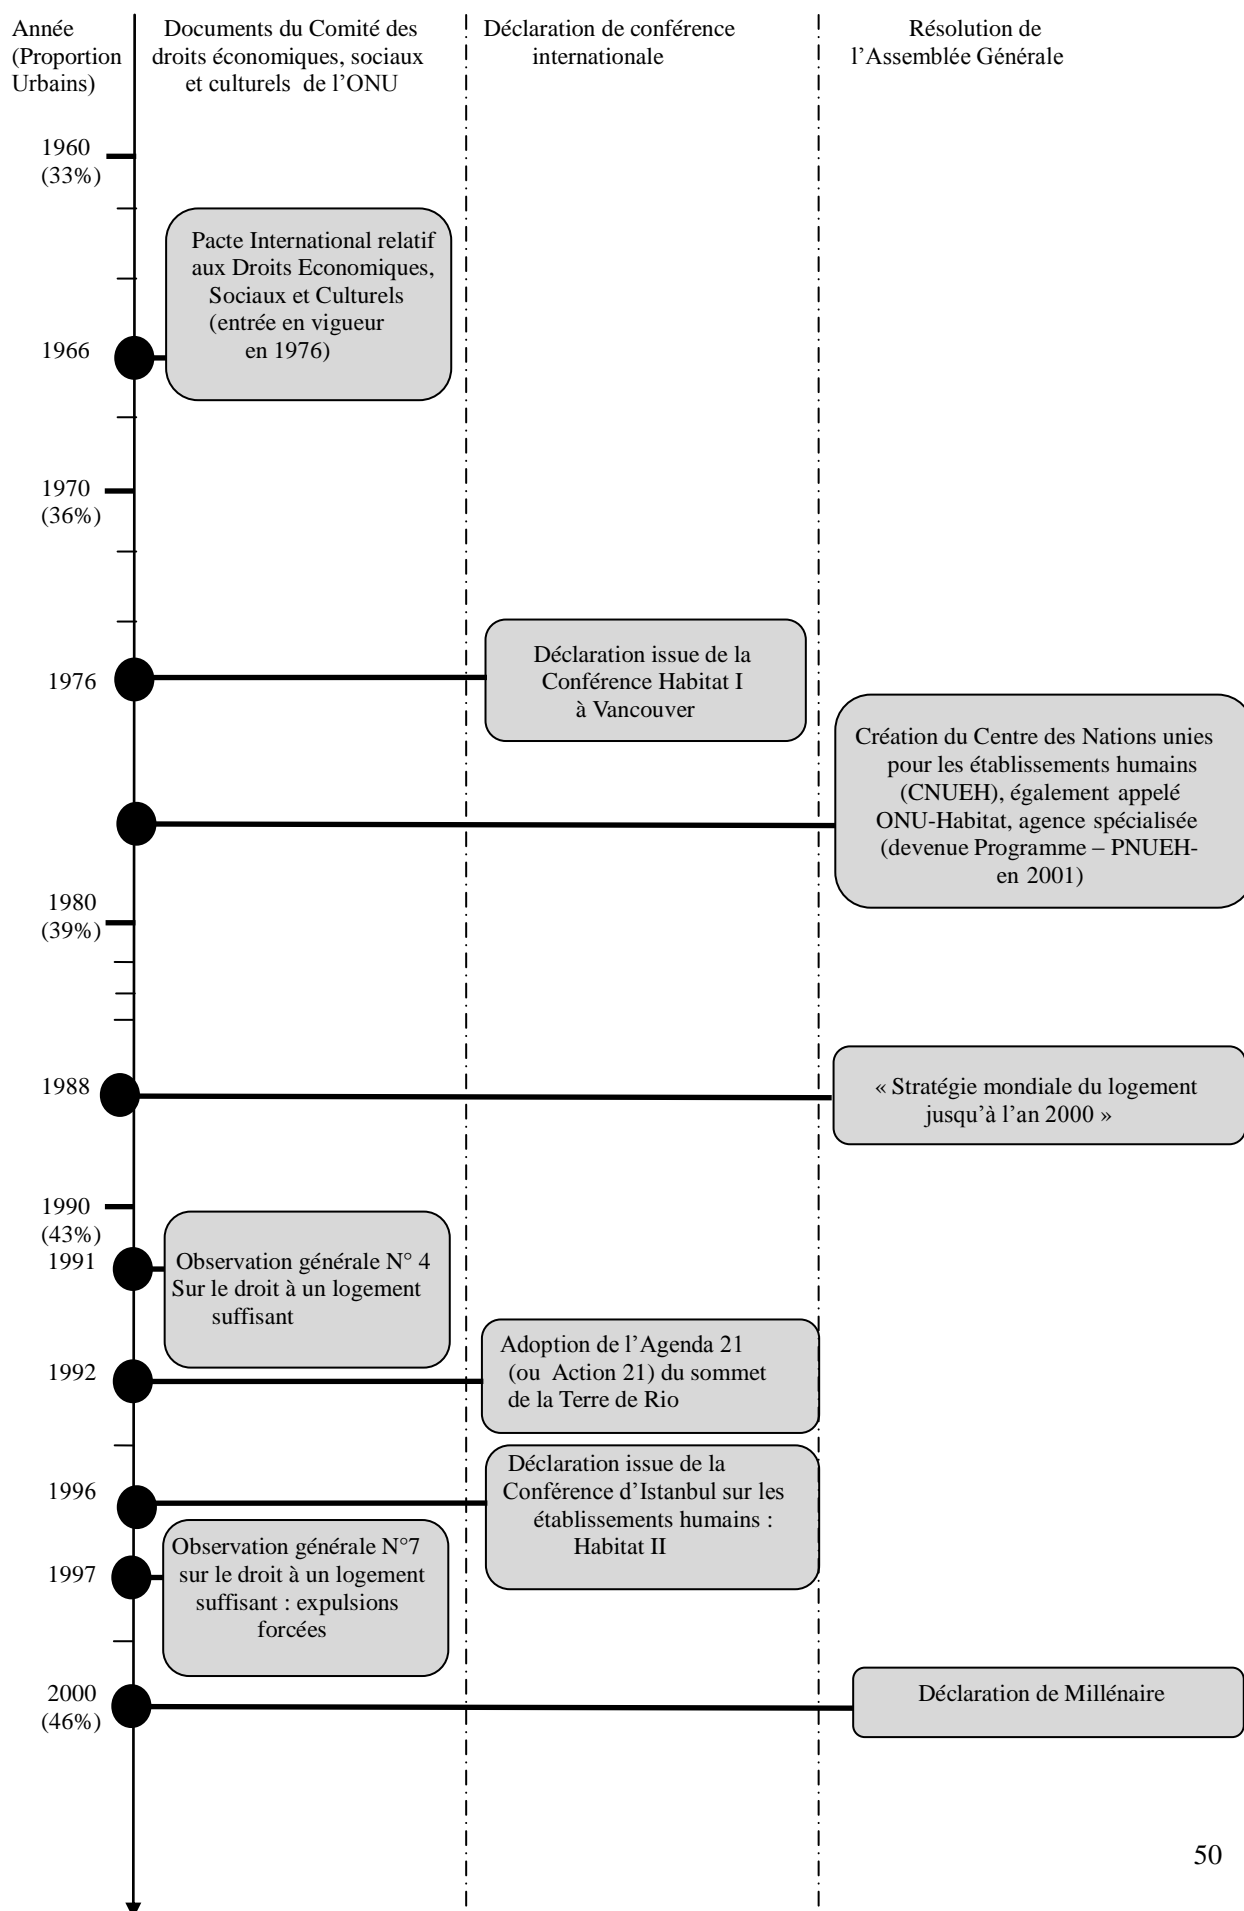 Année
(Proportion
Urbains)
Documents du Comité des
droits économiques, sociaux
et culturels de l’ONU
Déclaration de conférence
internationale
Résolution de
l’Assemblée Générale
1960
(33%)
Pacte International relatif
aux Droits Economiques,
Sociaux et Culturels
(entrée en vigueur
en 1976)
1966
1970
(36%)
1976
Déclaration issue de la
Conférence Habitat I
à Vancouver
Création du Centre des Nations unies
pour les établissements humains
(CNUEH), également appelé
ONU-Habitat, agence spécialisée
(devenue Programme – PNUEH-
en 2001)
1980
(39%)
1988
« Stratégie mondiale du logement
jusqu’à l’an 2000 »
1990
(43%)
1991
Observation générale N° 4
Sur le droit à un logement
suffisant
1992
Adoption de l’Agenda 21
(ou Action 21) du sommet
de la Terre de Rio
1996
Déclaration issue de la
Conférence d’Istanbul sur les
établissements humains :
Habitat II
1997
Observation générale N°7
sur le droit à un logement
suffisant : expulsions
forcées
2000
(46%)
Déclaration de Millénaire
50